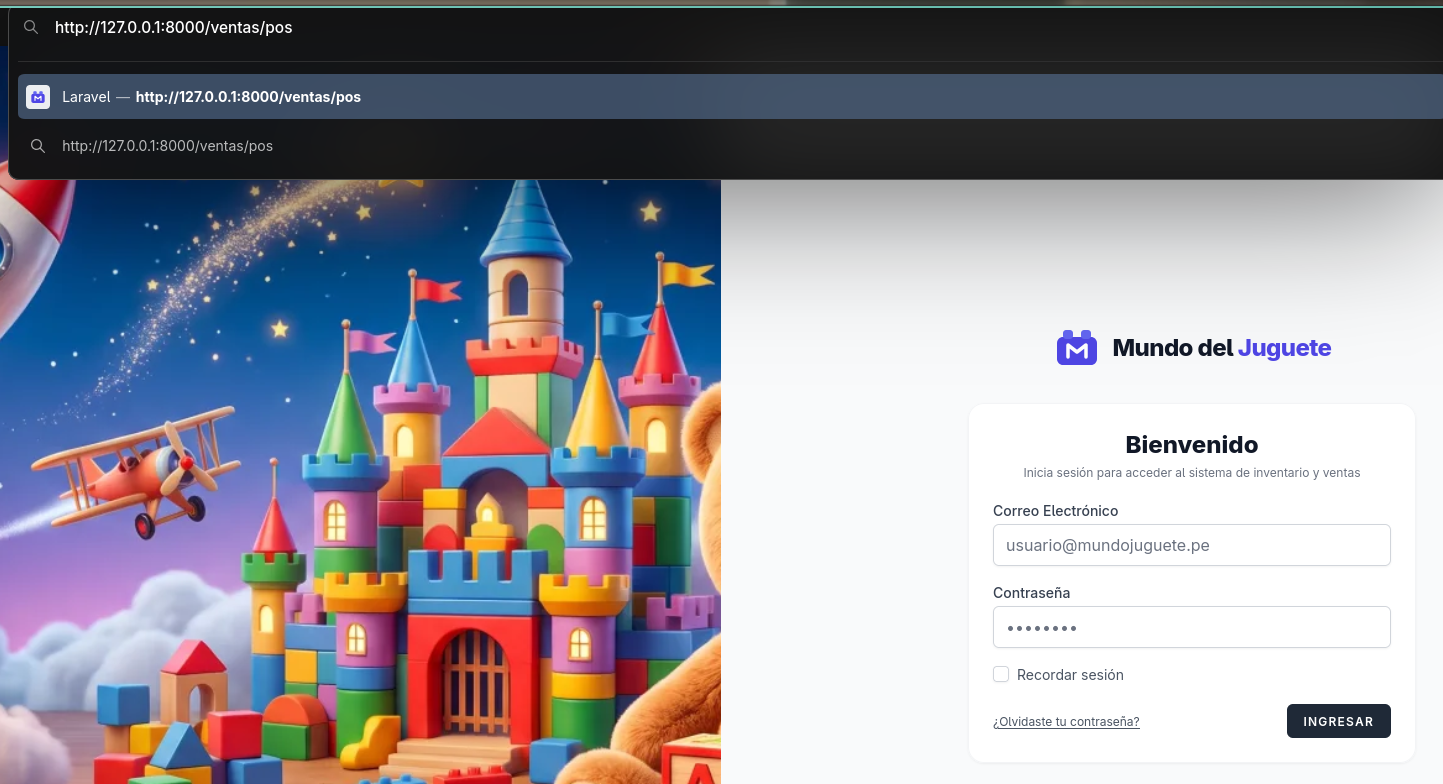 http://127.0.0.1:8000/ventas/pos
Laravel — http://127.0.0.1:8000/ventas/pos
http://127.0.0.1:8000/ventas/pos
M Mundo del Juguete
Bienvenido
Inicia sesión para acceder al sistema de inventario y ventas
Correo Electrónico
usuario@mundojuguete.pe
Contraseña
••••••••
Recordar sesión
¿Olvidaste tu contraseña?
INGRESAR
A